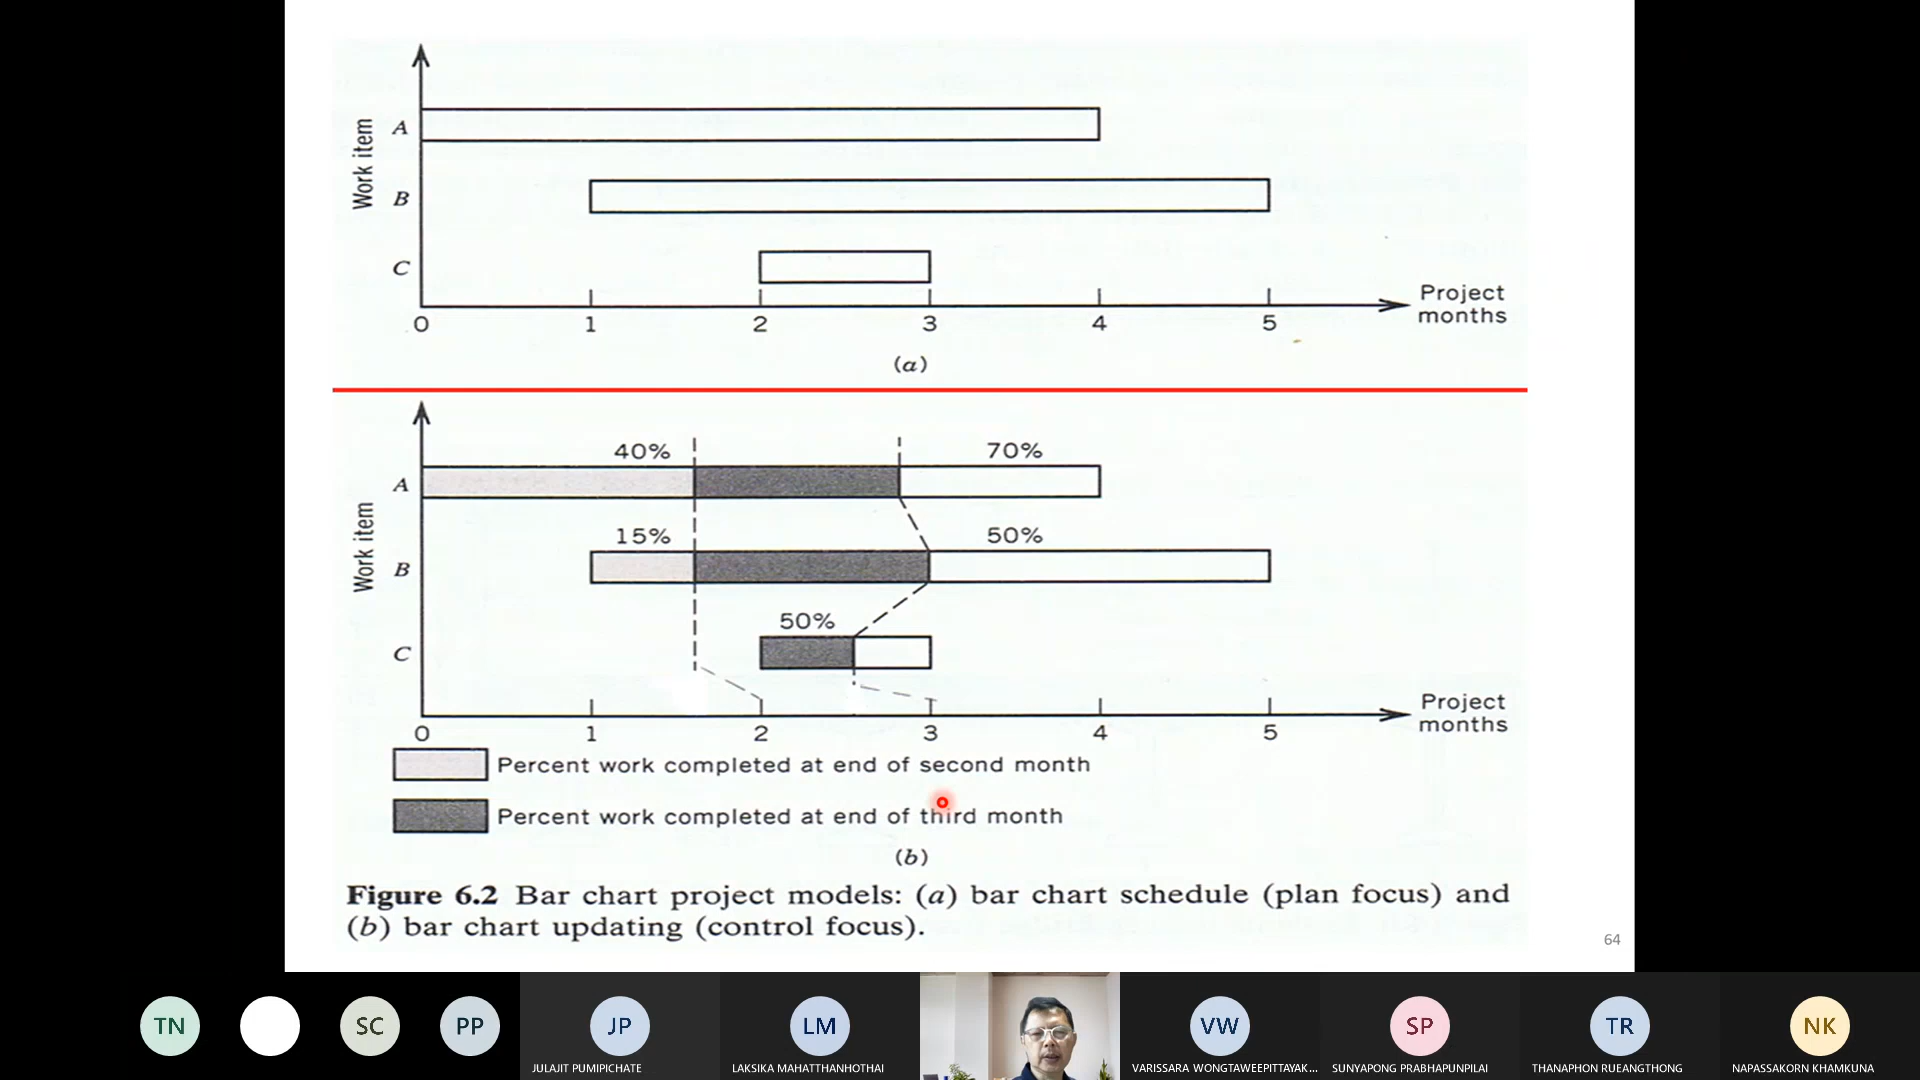 Work item
A
B
C
0 1 2 3 4 5
Project
months
(a)
40% 70%
A
15% 50%
Work item
B
50%
C
Project
months
0 1 2 3 4 5
Percent work completed at end of second month
Percent work completed at end of third month
(b)
Figure 6.2 Bar chart project models: (a) bar chart schedule (plan focus) and
(b) bar chart updating (control focus).
64
TN SC PP JP LM VW SP TR NK
JULAJIT PUMIPICHATE LAKSIKA MAHATTHANHOTHAI VARISSARA WONGTAWEEPITTAYAK... SUNYAPONG PRABHAPUNPILAI THANAPHON RUEANGTHONG NAPASSAKORN KHAMKUNA